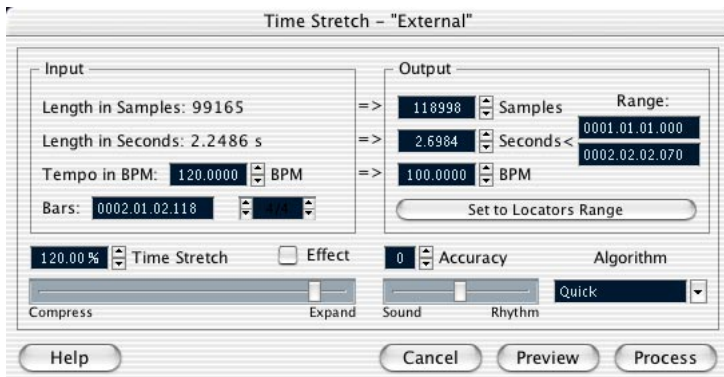 Time Stretch – "External"
Input
Length in Samples: 99165
Length in Seconds: 2.2486 s
Tempo in BPM: 120.0000 BPM
Bars: 0002.01.02.118 4/4
Output
=> 118998 Samples
=> 2.6984 Seconds<
=> 100.0000 BPM
Range:
0001.01.01.000
0002.02.02.070
Set to Locators Range
120.00% Time Stretch
Effect
Compress Expand
0 Accuracy
Sound Rhythm
Algorithm
Quick
Help Cancel Preview Process